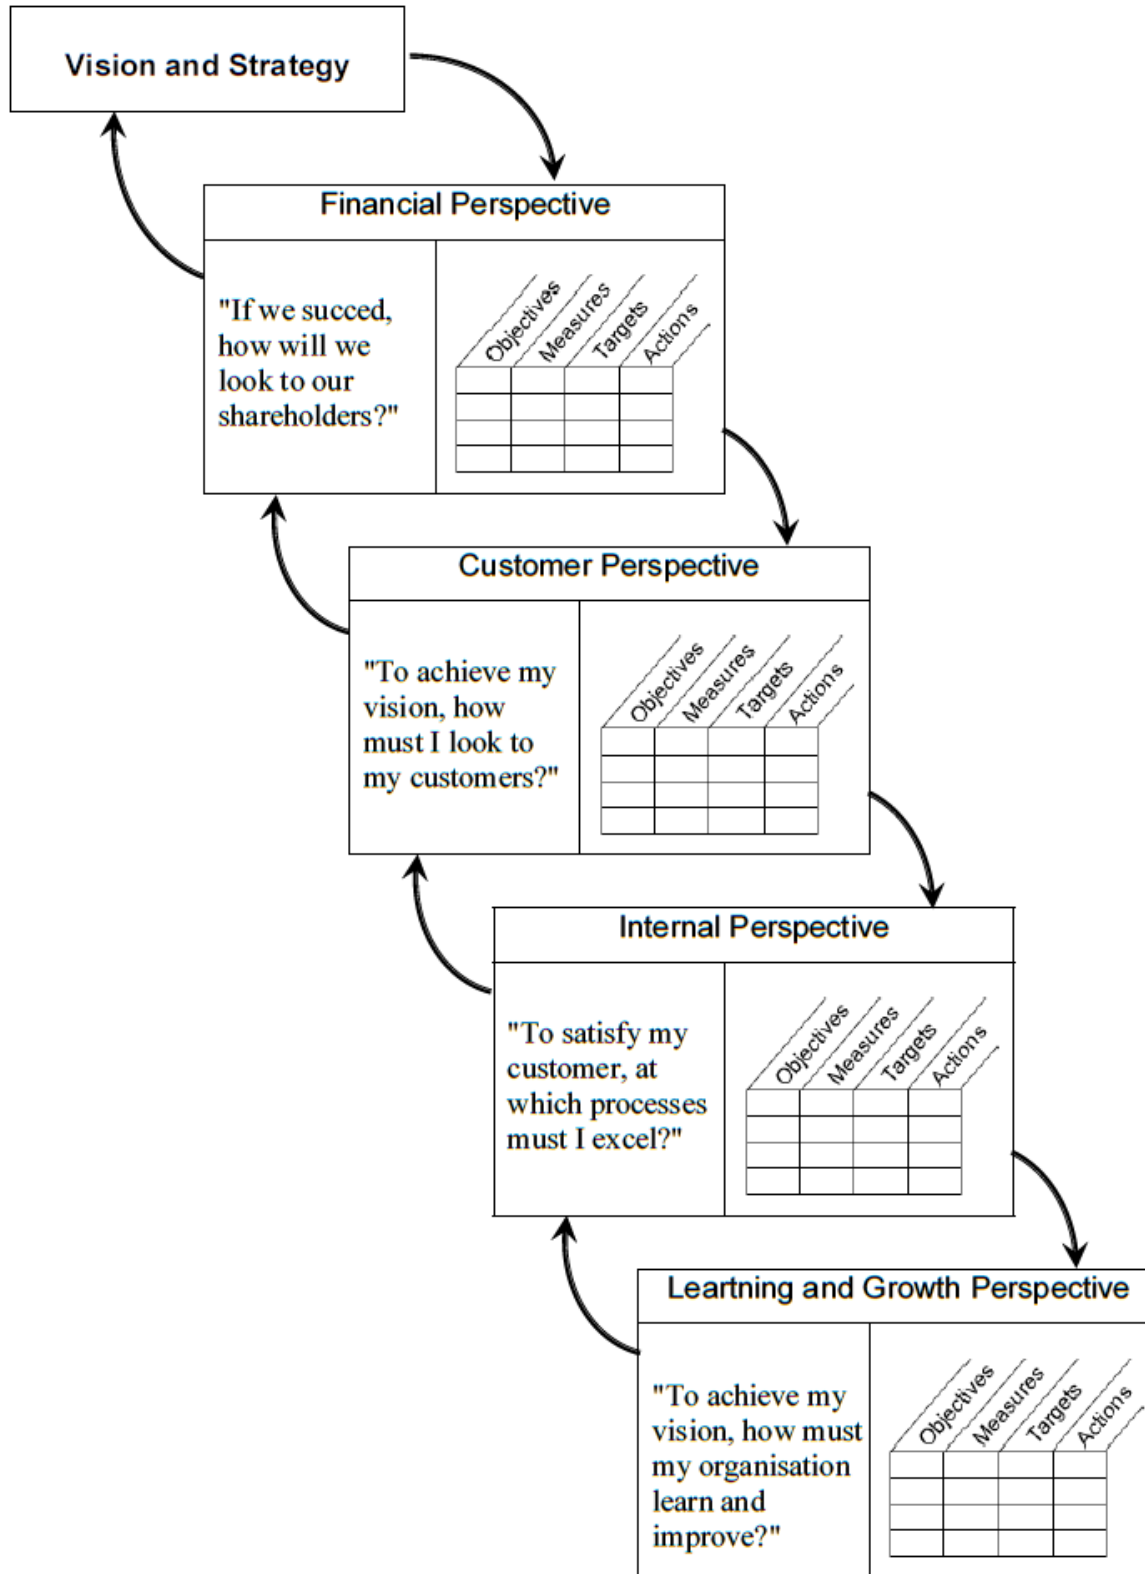 Vision and Strategy
Financial Perspective
"If we succed,
how will we
look to our
shareholders?"
Objectives
Measures
Targets
Actions
Customer Perspective
"To achieve my
vision, how
must I look to
my customers?"
Objectives
Measures
Targets
Actions
Internal Perspective
"To satisfy my
customer, at
which processes
must I excel?"
Objectives
Measures
Targets
Actions
Leartning and Growth Perspective
"To achieve my
vision, how must
my organisation
learn and
improve?"
Objectives
Measures
Targets
Actions